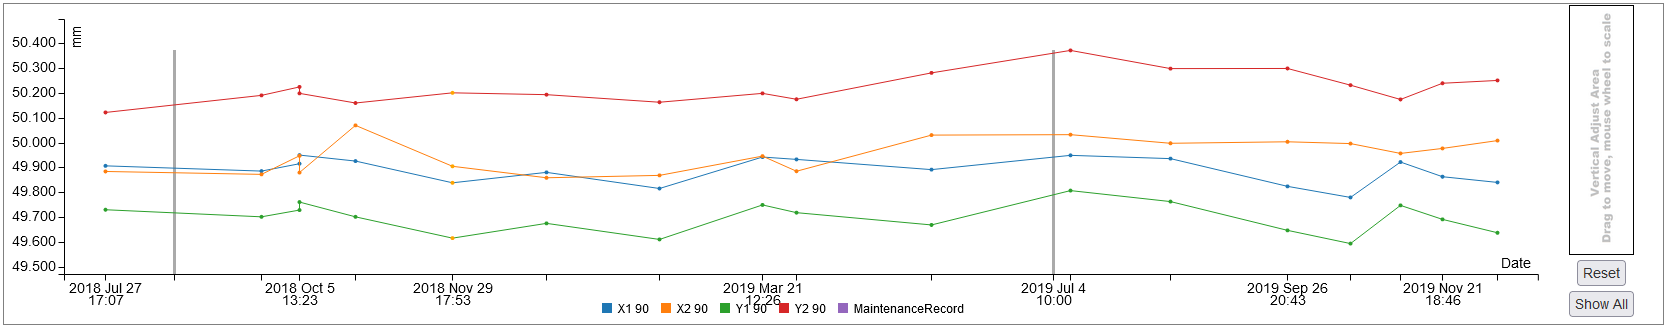 mm
50.400
50.300
50.200
50.100
50.000
49.900
49.800
49.700
49.600
49.500
Date
2018 Jul 27
17:07
2018 Oct 5
13:23
2018 Nov 29
17:53
2019 Mar 21
12:26
2019 Jul 4
10:00
2019 Sep 26
20:43
2019 Nov 21
18:46
X1 90
X2 90
Y1 90
Y2 90
MaintenanceRecord
Vertical Adjust Area
Drag to move, mouse wheel to scale
Reset
Show All